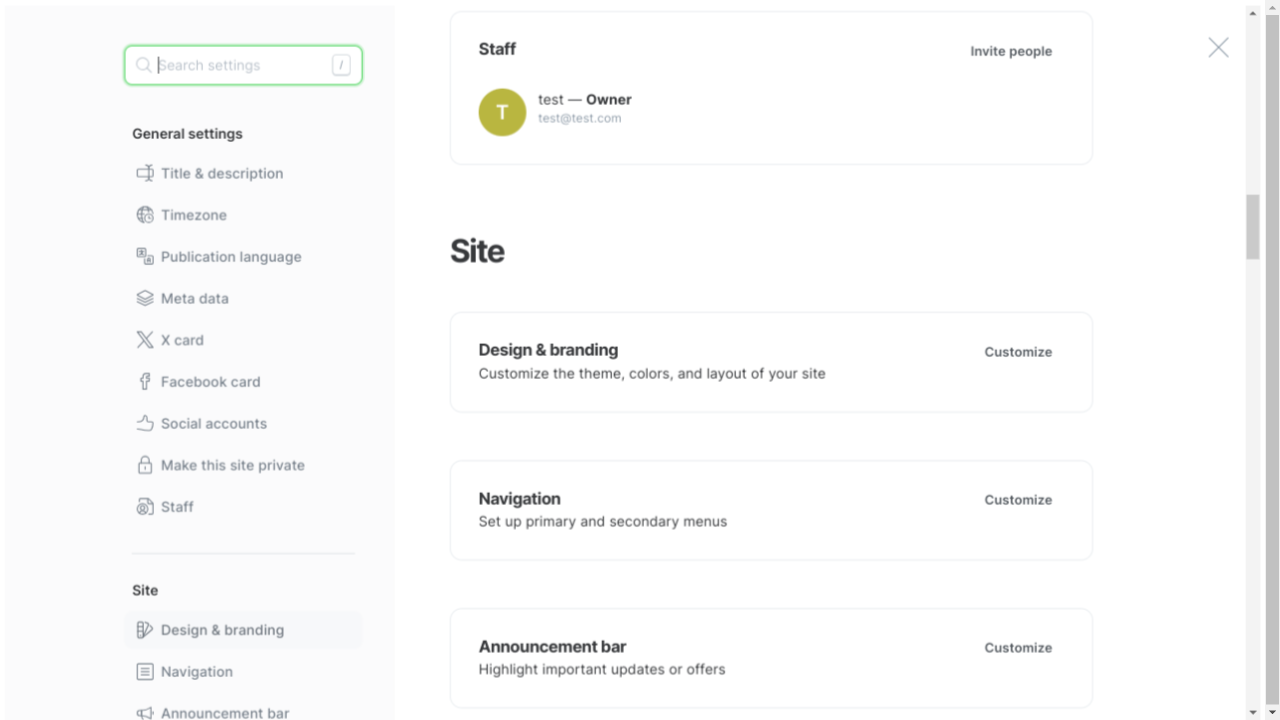 Search settings /
General settings
Title & description
Timezone
Publication language
Meta data
X card
Facebook card
Social accounts
Make this site private
Staff
Site
Design & branding
Navigation
Announcement bar
Staff
Invite people
T
test — Owner
test@test.com
Site
Design & branding
Customize
Customize the theme, colors, and layout of your site
Navigation
Customize
Set up primary and secondary menus
Announcement bar
Customize
Highlight important updates or offers